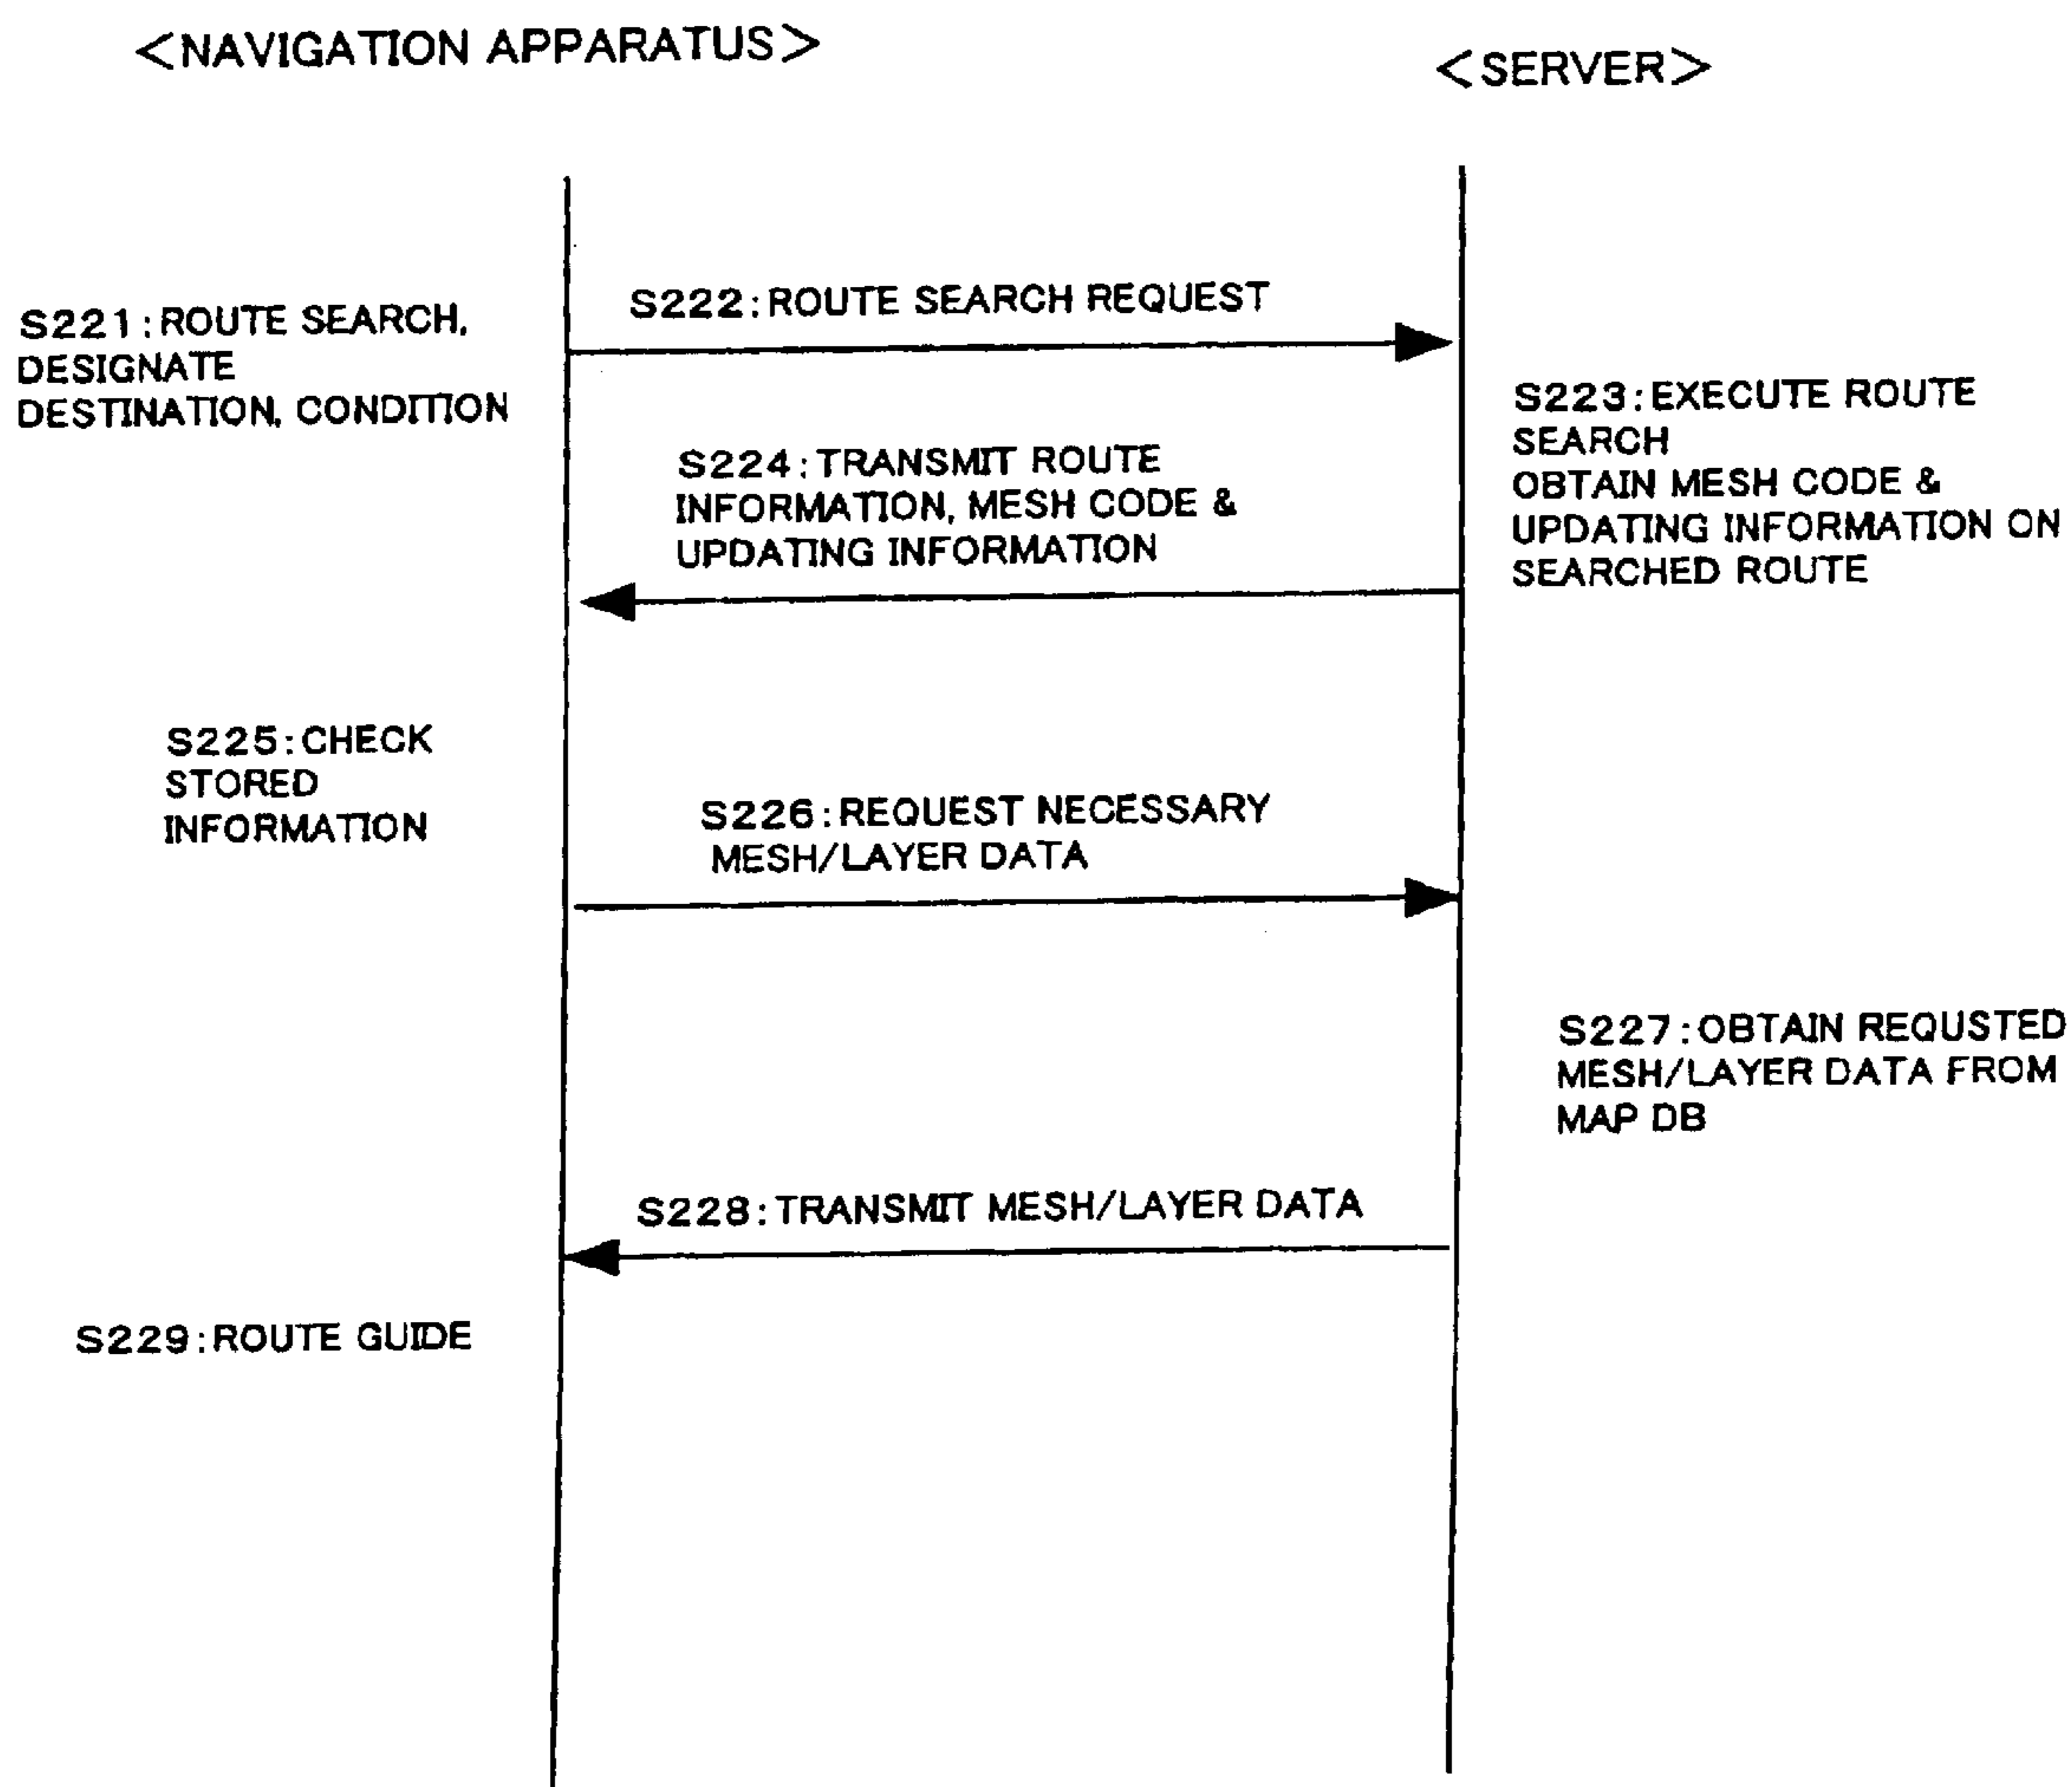 <NAVIGATION APPARATUS>
<SERVER>
S221:ROUTE SEARCH,
DESIGNATE
DESTINATION, CONDITION
S222:ROUTE SEARCH REQUEST
S223:EXECUTE ROUTE
SEARCH
OBTAIN MESH CODE &
UPDATING INFORMATION ON
SEARCHED ROUTE
S224:TRANSMIT ROUTE
INFORMATION, MESH CODE &
UPDATING INFORMATION
S225:CHECK
STORED
INFORMATION
S226:REQUEST NECESSARY
MESH/LAYER DATA
S227:OBTAIN REQUSTED
MESH/LAYER DATA FROM
MAP DB
S228:TRANSMIT MESH/LAYER DATA
S229:ROUTE GUIDE